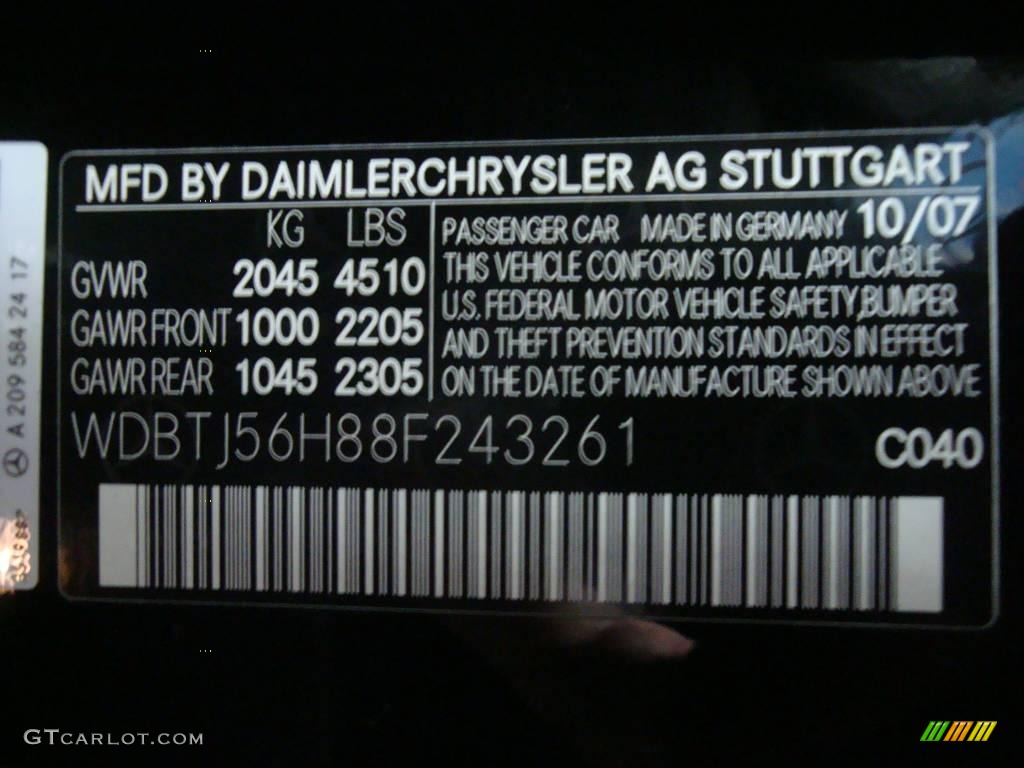 MFD BY DAIMLERCHRYSLER AG STUTTGART
KG LBS
GVWR 2045 4510
GAWR FRONT 1000 2205
GAWR REAR 1045 2305
PASSENGER CAR MADE IN GERMANY 10/07
THIS VEHICLE CONFORMS TO ALL APPLICABLE
U.S. FEDERAL MOTOR VEHICLE SAFETY,BUMPER
AND THEFT PREVENTION STANDARDS IN EFFECT
ON THE DATE OF MANUFACTURE SHOWN ABOVE
WDBTJ56H88F243261
C040
A 209 584 24 17
GTCARLOT.COM